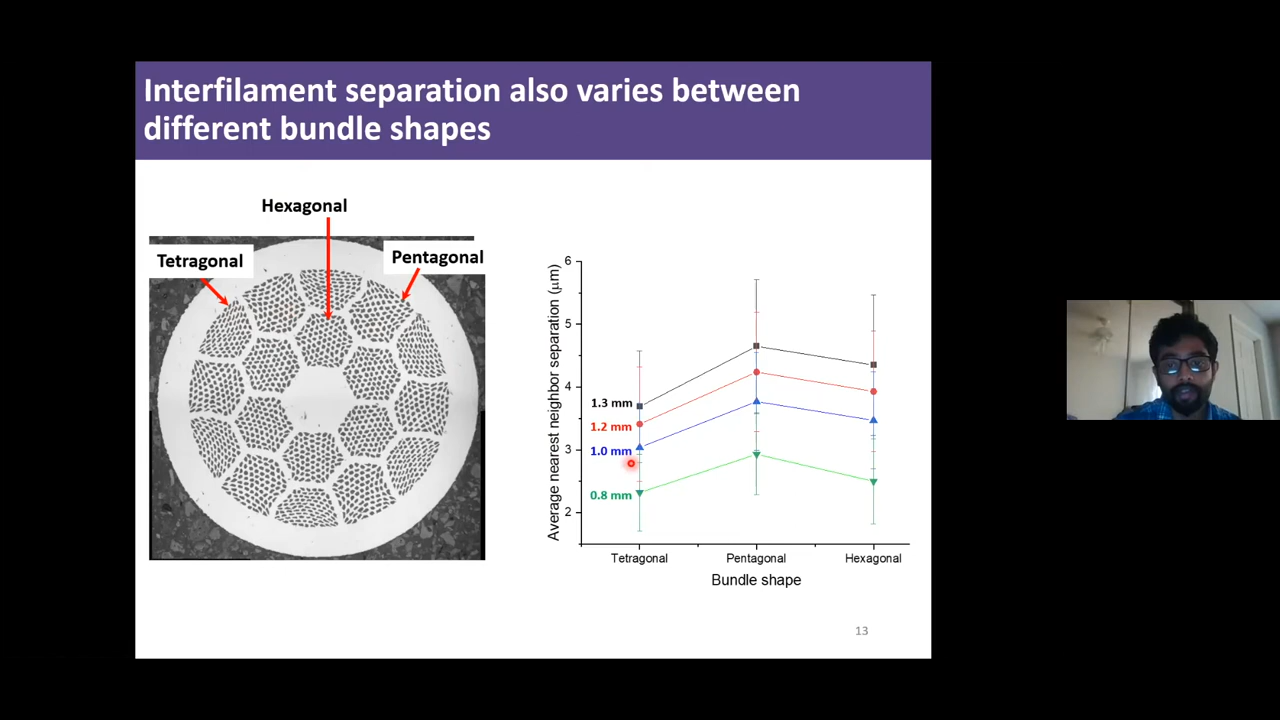 Interfilament separation also varies between
different bundle shapes
Hexagonal
Tetragonal
Pentagonal
Average nearest neighbor separation (μm)
6
5
4
3
2
1.3 mm
1.2 mm
1.0 mm
0.8 mm
Tetragonal
Pentagonal
Hexagonal
Bundle shape
13